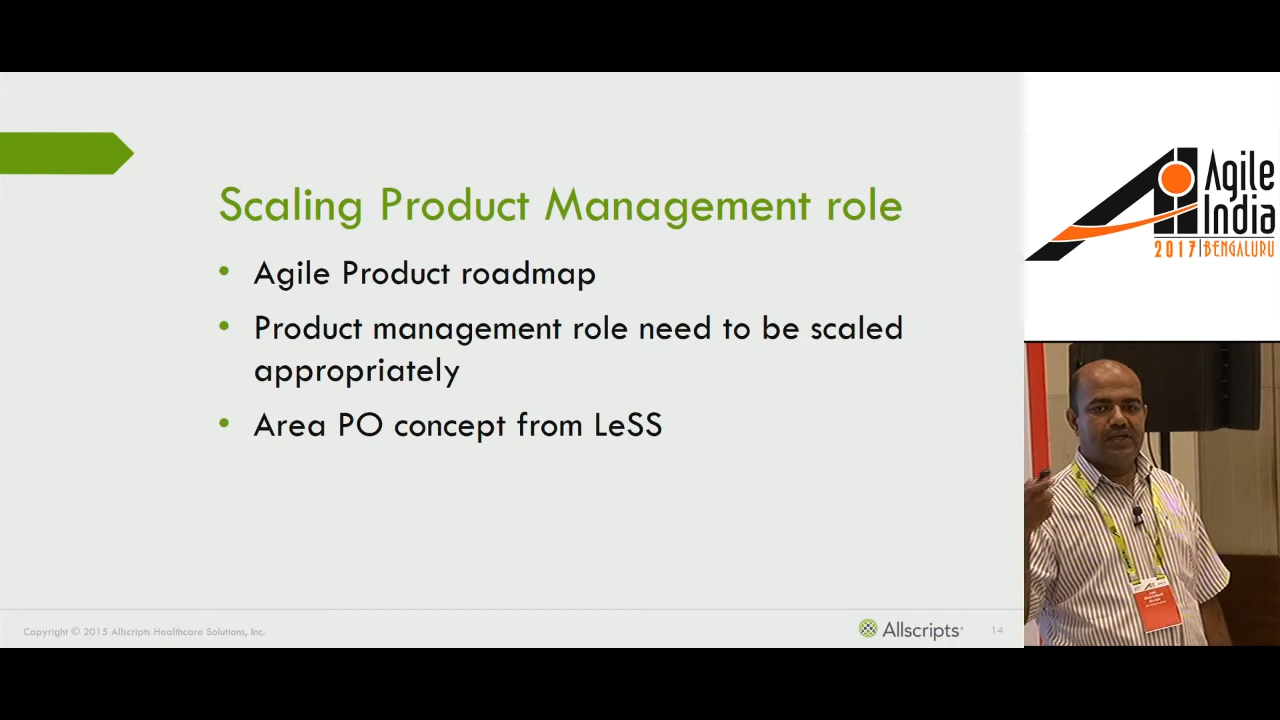 Scaling Product Management role
• Agile Product roadmap
• Product management role need to be scaled
appropriately
• Area PO concept from LeSS
Copyright © 2015 Allscripts Healthcare Solutions, Inc.
Allscripts
14
Agile
India
2017 | BENGALURU